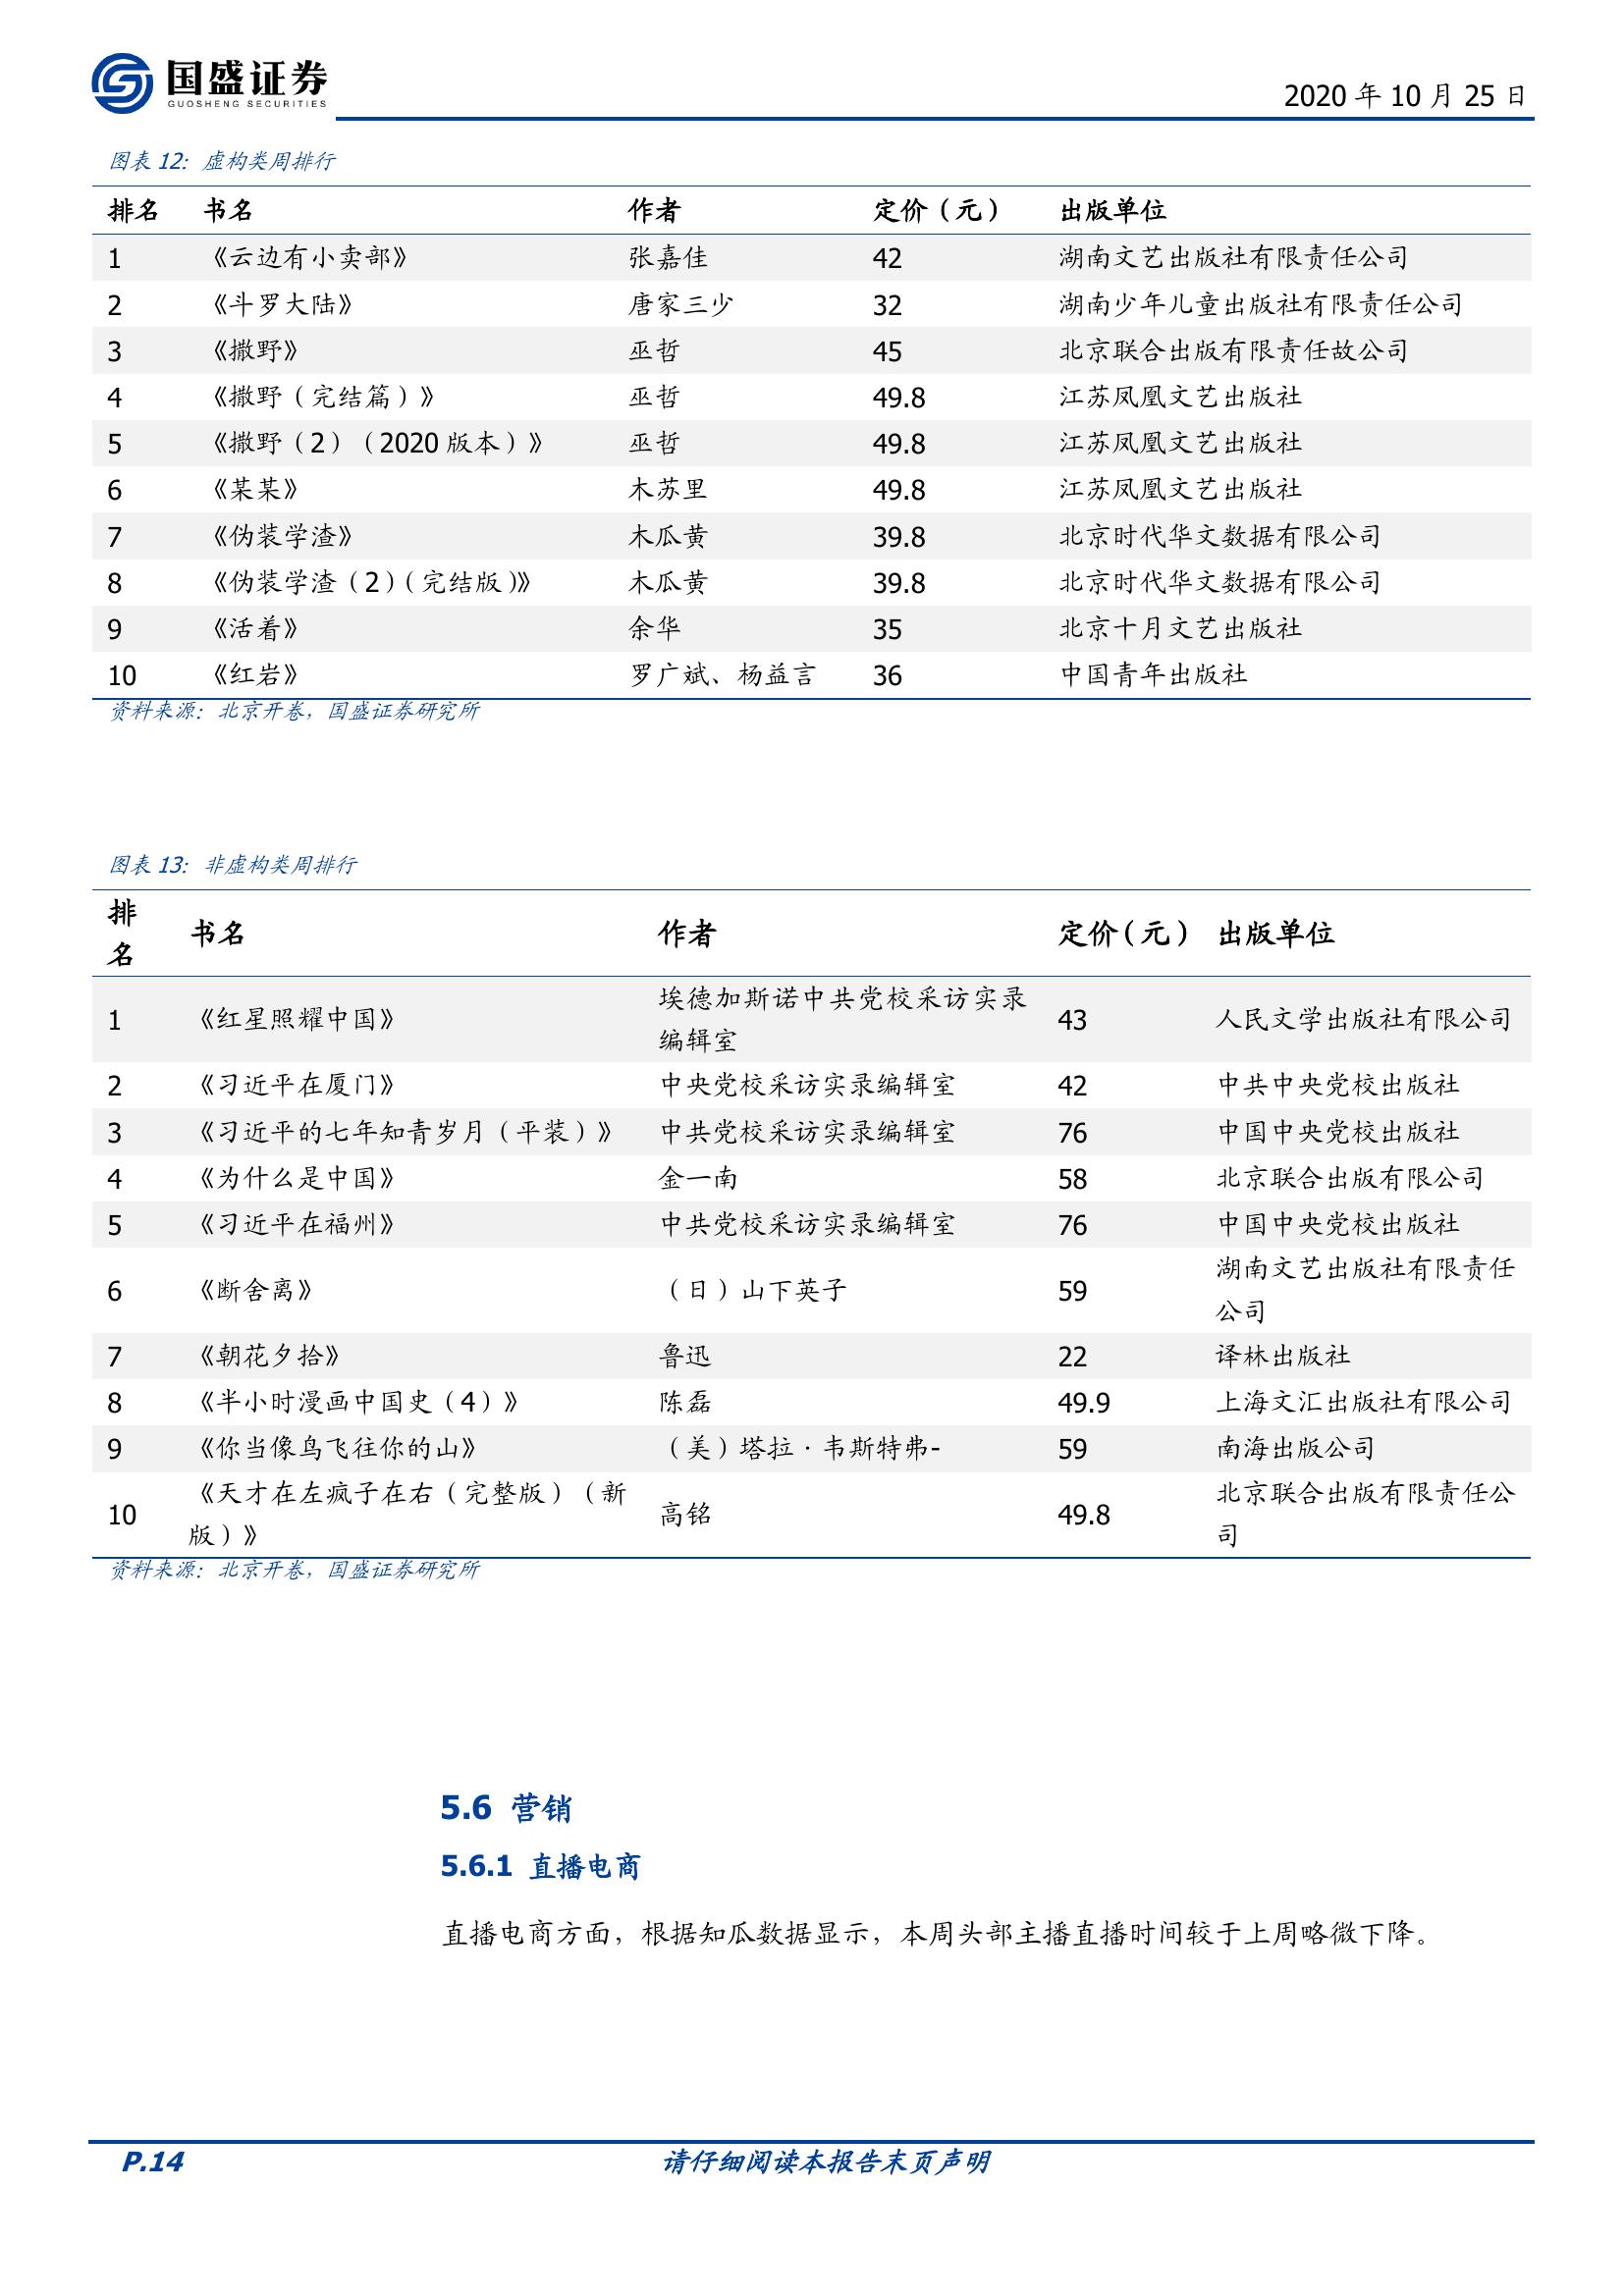 国盛证券
GUOSHENG SECURITIES
2020 年 10 月 25 日
图表 12：虚构类周排行
排名 书名 作者 定价（元） 出版单位
1 《云边有小卖部》 张嘉佳 42 湖南文艺出版社有限责任公司
2 《斗罗大陆》 唐家三少 32 湖南少年儿童出版社有限责任公司
3 《撒野》 巫哲 45 北京联合出版有限责任故公司
4 《撒野（完结篇）》 巫哲 49.8 江苏凤凰文艺出版社
5 《撒野（2）（2020 版本）》 巫哲 49.8 江苏凤凰文艺出版社
6 《某某》 木苏里 49.8 江苏凤凰文艺出版社
7 《伪装学渣》 木瓜黄 39.8 北京时代华文数据有限公司
8 《伪装学渣（2）（完结版）》 木瓜黄 39.8 北京时代华文数据有限公司
9 《活着》 余华 35 北京十月文艺出版社
10 《红岩》 罗广斌、杨益言 36 中国青年出版社
资料来源：北京开卷，国盛证券研究所
图表 13：非虚构类周排行
排
名 书名 作者 定价（元） 出版单位
1 《红星照耀中国》 埃德加斯诺中共党校采访实录
编辑室 43 人民文学出版社有限公司
2 《习近平在厦门》 中央党校采访实录编辑室 42 中共中央党校出版社
3 《习近平的七年知青岁月（平装）》 中共党校采访实录编辑室 76 中国中央党校出版社
4 《为什么是中国》 金一南 58 北京联合出版有限公司
5 《习近平在福州》 中共党校采访实录编辑室 76 中国中央党校出版社
6 《断舍离》 （日）山下英子 59 湖南文艺出版社有限责任
公司
7 《朝花夕拾》 鲁迅 22 译林出版社
8 《半小时漫画中国史（4）》 陈磊 49.9 上海文汇出版社有限公司
9 《你当像鸟飞往你的山》 （美）塔拉·韦斯特弗- 59 南海出版公司
10 《天才在左疯子在右（完整版）（新
版）》 高铭 49.8 北京联合出版有限责任公
司
资料来源：北京开卷，国盛证券研究所
5.6 营销
5.6.1 直播电商
直播电商方面，根据知瓜数据显示，本周头部主播直播时间较于上周略微下降。
P.14 请仔细阅读本报告末页声明